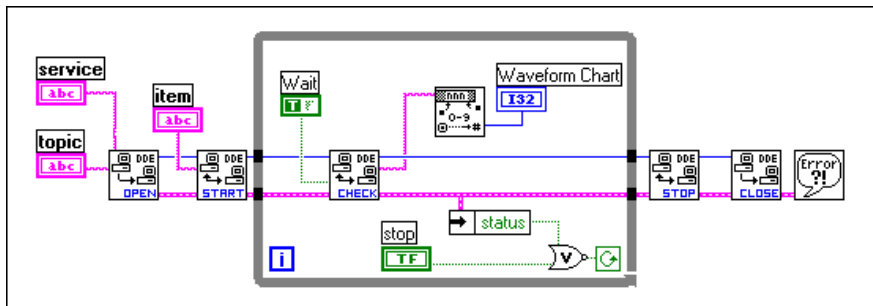 service
abc
item
abc
topic
abc
DDE
OPEN
DDE
START
Wait
T F
DDE
CHECK
nnn
0-9
#
Waveform Chart
I32
status
stop
TF
V
i
DDE
STOP
DDE
CLOSE
Error
?!